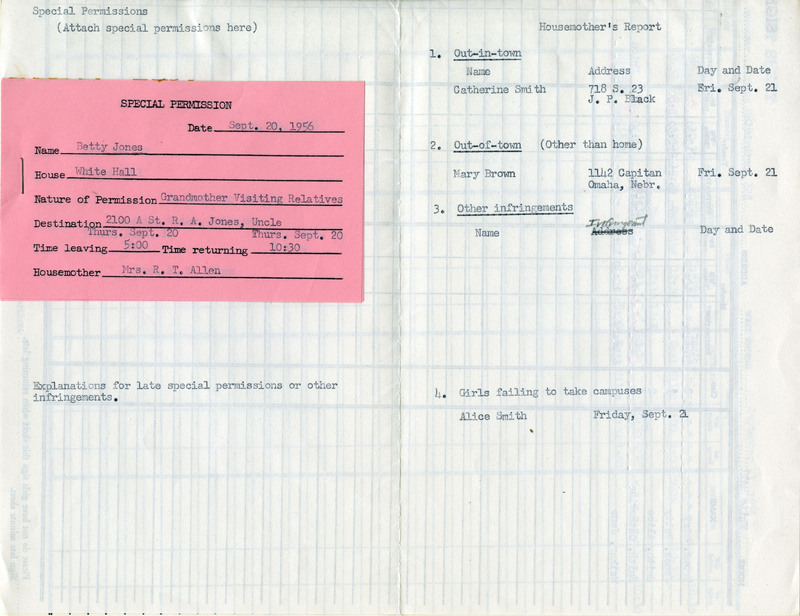 Special Permissions
(Attach special permissions here)
SPECIAL PERMISSION
Date Sept. 20, 1956
Name Betty Jones
House White Hall
Nature of Permission Grandmother Visiting Relatives
Destination 2100 A St. R. A. Jones, Uncle
Thurs. Sept. 20 Thurs. Sept. 20
Time leaving 5:00 Time returning 10:30
Housemother Mrs. R. T. Allen
Explanations for late special permissions or other
infringements.
Housemother's Report
1. Out-in-town
Name Address Day and Date
Catherine Smith 718 S. 23 Fri. Sept. 21
J. P. Black
2. Out-of-town (Other than home)
Mary Brown 1142 Capitan Fri. Sept. 21
Omaha, Nebr.
3. Other infringements
Name Address Day and Date
4. Girls failing to take campuses
Alice Smith Friday, Sept. 21